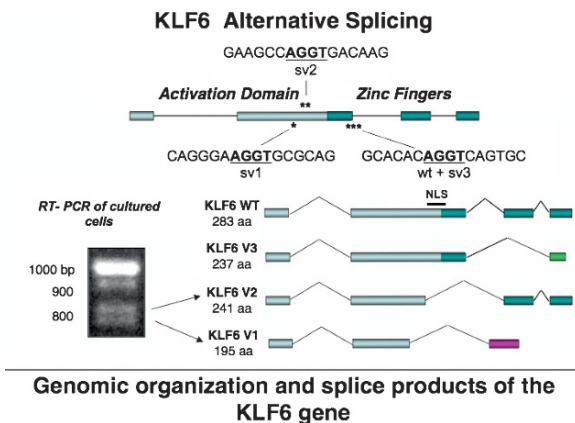 KLF6 Alternative Splicing
GAAGCCAGGTGACAAG
sv2
Activation Domain
Zinc Fingers
**
*
***
CAGGGAAGGTGCGCAG
sv1
GCACACAGGTCAGTGC
wt + sv3
RT- PCR of cultured
cells
1000 bp
900
800
NLS
KLF6 WT
283 aa
KLF6 V3
237 aa
KLF6 V2
241 aa
KLF6 V1
195 aa
Genomic organization and splice products of the
KLF6 gene